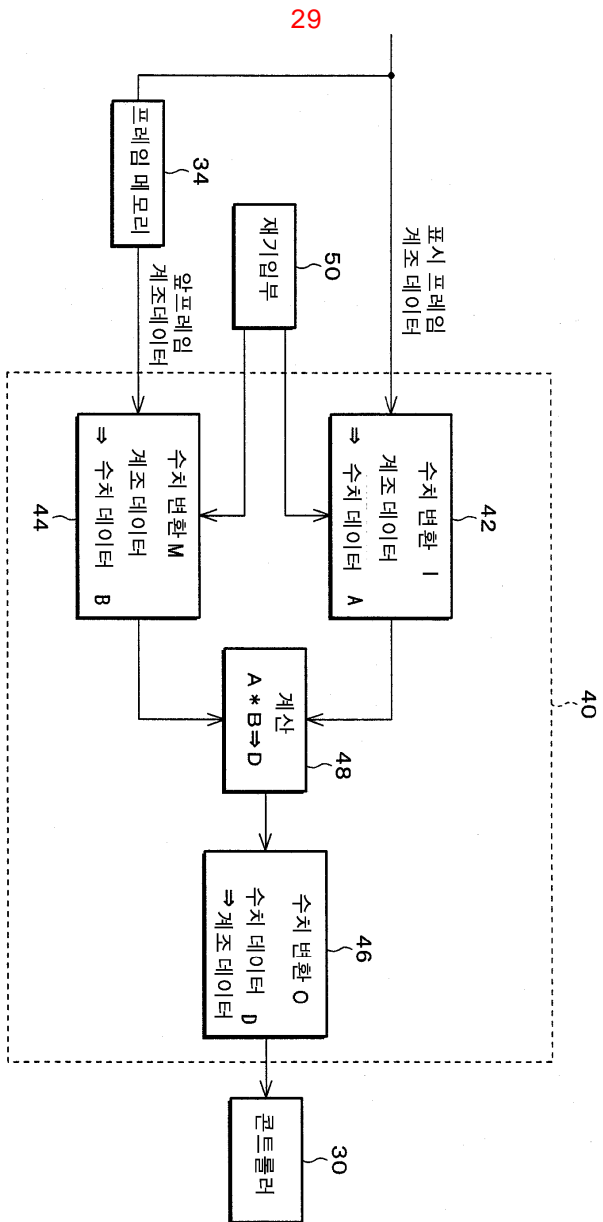 29
표시 프레임
계조 데이터
프레임 메모리
34
앞프레임
계조데이터
재기입부
50
수치 변환 I
계조 데이터
⇒ 수치 데이터
A
42
수치 변환 M
계조 데이터
⇒ 수치 데이터
B
44
40
계산
A * B⇒D
48
수치 변환 O
수치 데이터
D
⇒계조 데이터
46
콘트롤러
30